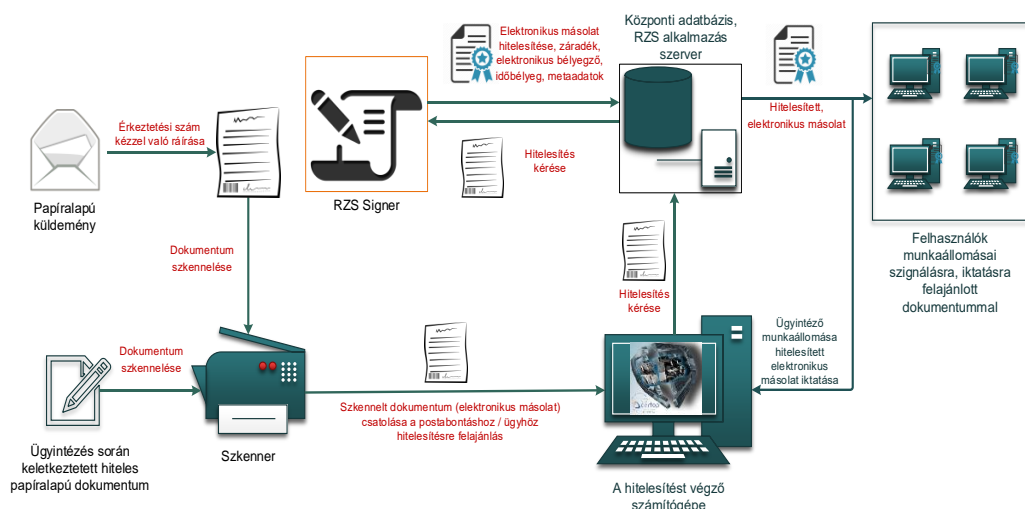 Elektronikus másolat
hitelesítése, záradék,
elektronikus bélyegző,
időbélyeg, metaadatok
Központi adatbázis,
RZS alkalmazás
szerver
Hitelesített,
elektronikus másolat
Érkeztetési szám
kézzel való ráírása
Hitelesítés
kérése
RZS Signer
Papíralapú
küldemény
Felhasználók
munkaállomásai
szignálásra, iktatásra
felajánlott
dokumentummal
Dokumentum
szkennelése
Hitelesítés
kérése
Ügyintéző
munkaállomása
hitelesített
elektronikus
másolat iktatása
Dokumentum
szkennelése
Szkennelt dokumentum (elektronikus másolat)
csatolása a postabontáshoz / ügyhöz
hitelesítésre felajánlás
Ügyintézés során
keletkeztetett hiteles
papíralapú dokumentum
Szkenner
A hitelesítést végző
számítógépe